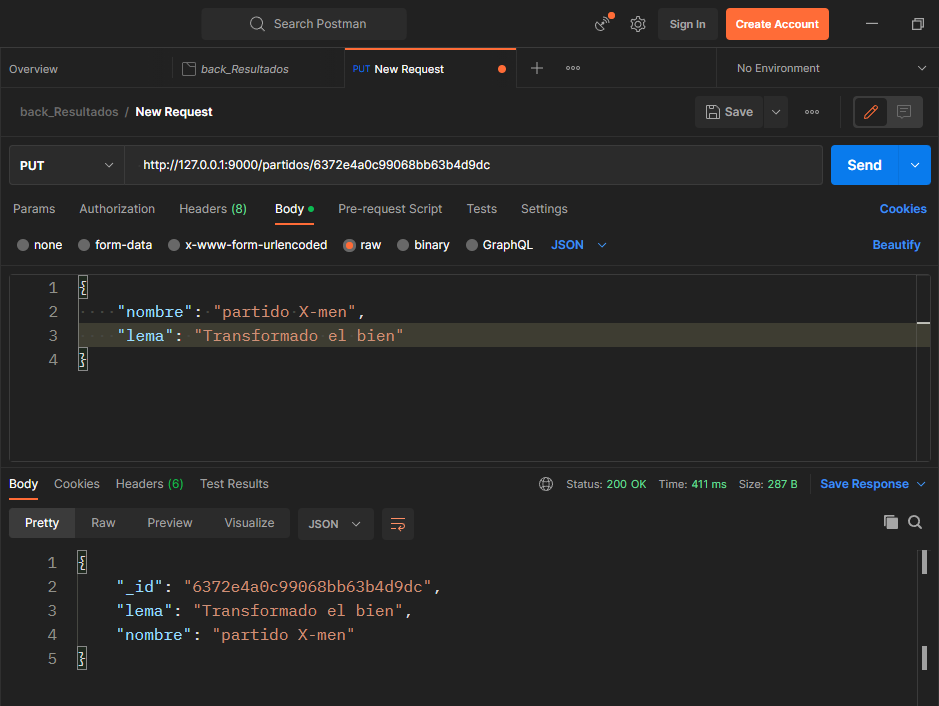 Search Postman
Sign In
Create Account
Overview
back_Resultados
PUT New Request
No Environment
back_Resultados / New Request
Save
PUT
http://127.0.0.1:9000/partidos/6372e4a0c99068bb63b4d9dc
Send
Params Authorization Headers (8) Body Pre-request Script Tests Settings Cookies
none form-data x-www-form-urlencoded raw binary GraphQL JSON Beautify
1 {
2 "nombre": "partido X-men",
3 "lema": "Transformado el bien"
4 }
Body Cookies Headers (6) Test Results Status: 200 OK Time: 411 ms Size: 287 B Save Response
Pretty Raw Preview Visualize JSON
1 {
2 "_id": "6372e4a0c99068bb63b4d9dc",
3 "lema": "Transformado el bien",
4 "nombre": "partido X-men"
5 }